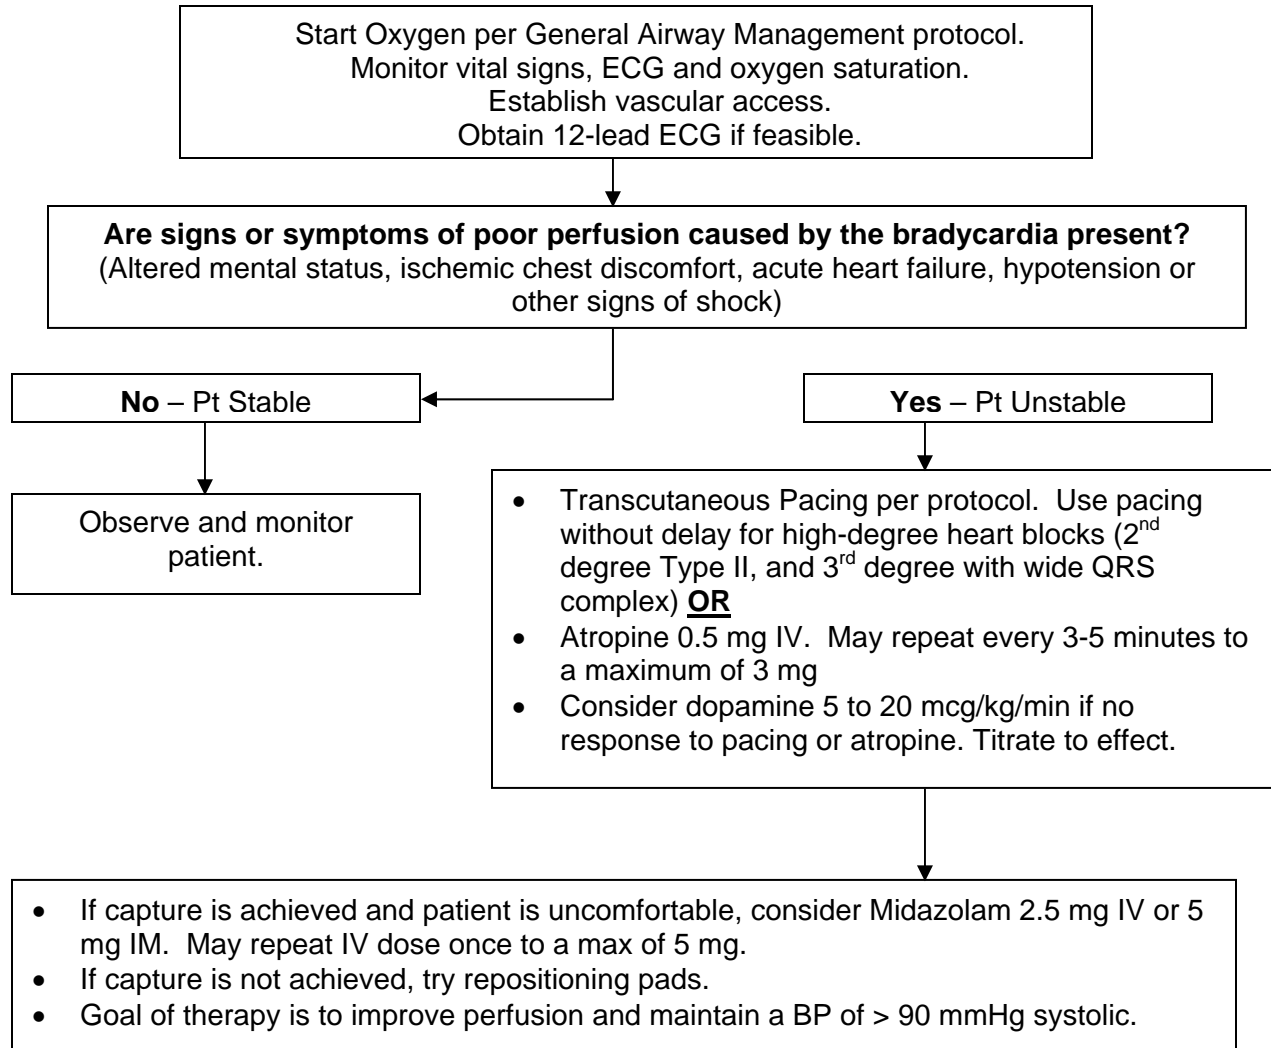 Start Oxygen per General Airway Management protocol.
Monitor vital signs, ECG and oxygen saturation.
Establish vascular access.
Obtain 12-lead ECG if feasible.
Are signs or symptoms of poor perfusion caused by the bradycardia present?
(Altered mental status, ischemic chest discomfort, acute heart failure, hypotension or
other signs of shock)
No – Pt Stable
Yes – Pt Unstable
Observe and monitor
patient.
• Transcutaneous Pacing per protocol.  Use pacing
without delay for high-degree heart blocks (2nd
degree Type II, and 3rd degree with wide QRS
complex) OR
• Atropine 0.5 mg IV.  May repeat every 3-5 minutes to
a maximum of 3 mg
• Consider dopamine 5 to 20 mcg/kg/min if no
response to pacing or atropine. Titrate to effect.
• If capture is achieved and patient is uncomfortable, consider Midazolam 2.5 mg IV or 5
mg IM.  May repeat IV dose once to a max of 5 mg.
• If capture is not achieved, try repositioning pads.
• Goal of therapy is to improve perfusion and maintain a BP of > 90 mmHg systolic.